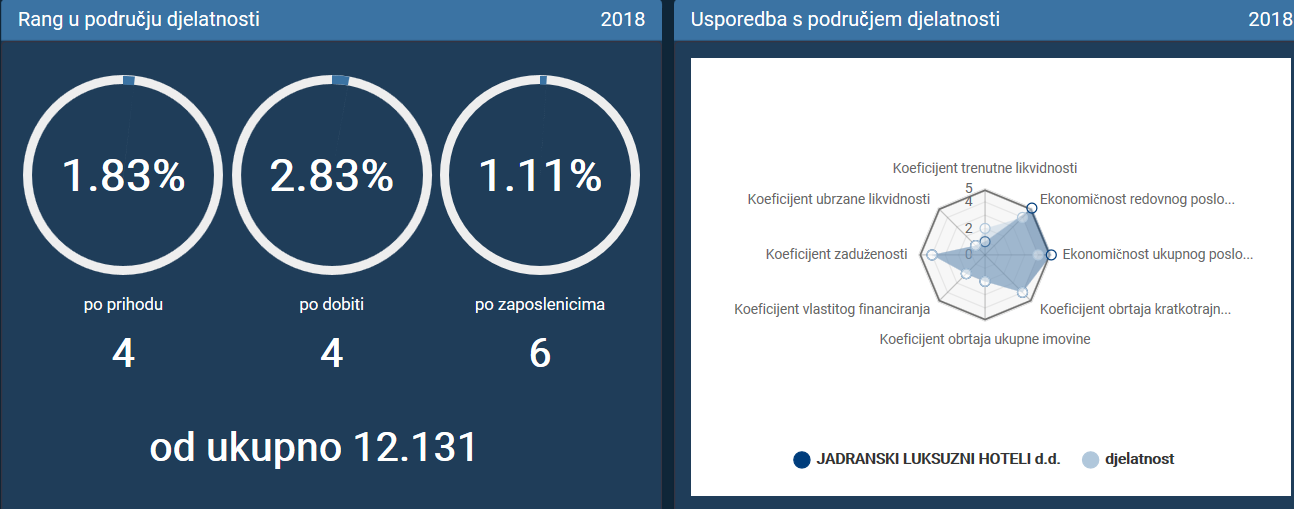 Rang u području djelatnosti 2018
1.83% 2.83% 1.11%
po prihodu po dobiti po zaposlenicima
4 4 6
od ukupno 12.131
Usporedba s područjem djelatnosti 2018
Koeficijent trenutne likvidnosti
5
Koeficijent ubrzane likvidnosti 4 Ekonomičnost redovnog poslo...
2
Koeficijent zaduženosti 0 Ekonomičnost ukupnog poslo...
Koeficijent vlastitog financiranja Koeficijent obrtaja kratkotrajn...
Koeficijent obrtaja ukupne imovine
JADRANSKI LUKSUZNI HOTELI d.d. djelatnost